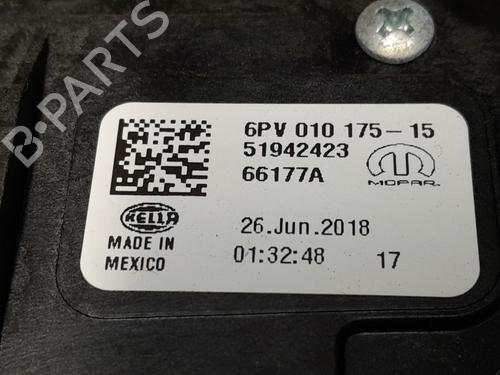 6PV 010 175-15
51942423
66177A
MOPAR
HELLA
MADE IN
MEXICO
26.Jun.2018
01:32:48
17
B-PARTS